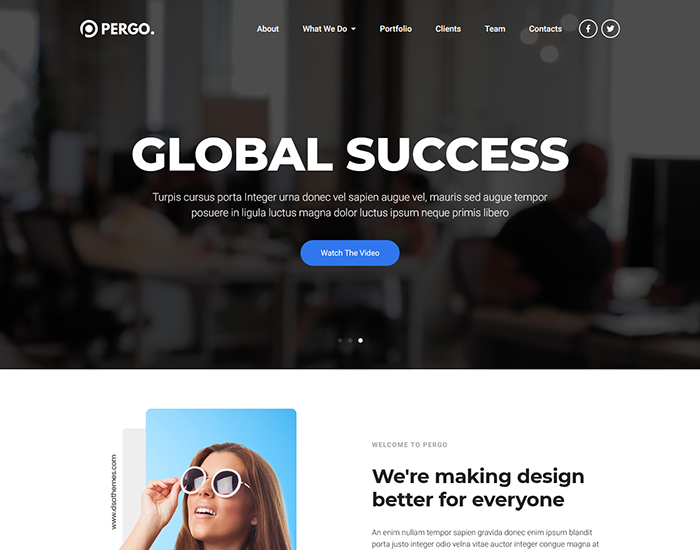 PERGO.
About
What We Do
Portfolio
Clients
Team
Contacts
GLOBAL SUCCESS
Turpis cursus porta Integer urna donec vel sapien augue vel, mauris sed augue tempor
posuere in ligula luctus magna dolor luctus ipsum neque primis libero
Watch The Video
www.dsothemes.com
WELCOME TO PERGO
We're making design
better for everyone
An enim nullam tempor sapien gravida donec enim ipsum blandit
porta justo integer odio velna vitae auctor integer congue magna at